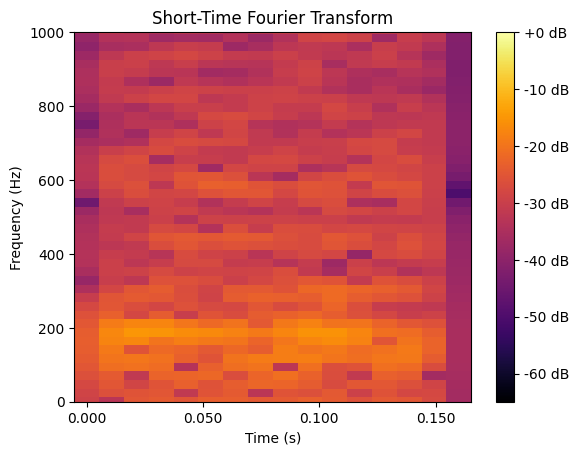 Short-Time Fourier Transform
1000
800
600
400
200
0
Frequency (Hz)
0.000
0.050
0.100
0.150
Time (s)
+0 dB
-10 dB
-20 dB
-30 dB
-40 dB
-50 dB
-60 dB